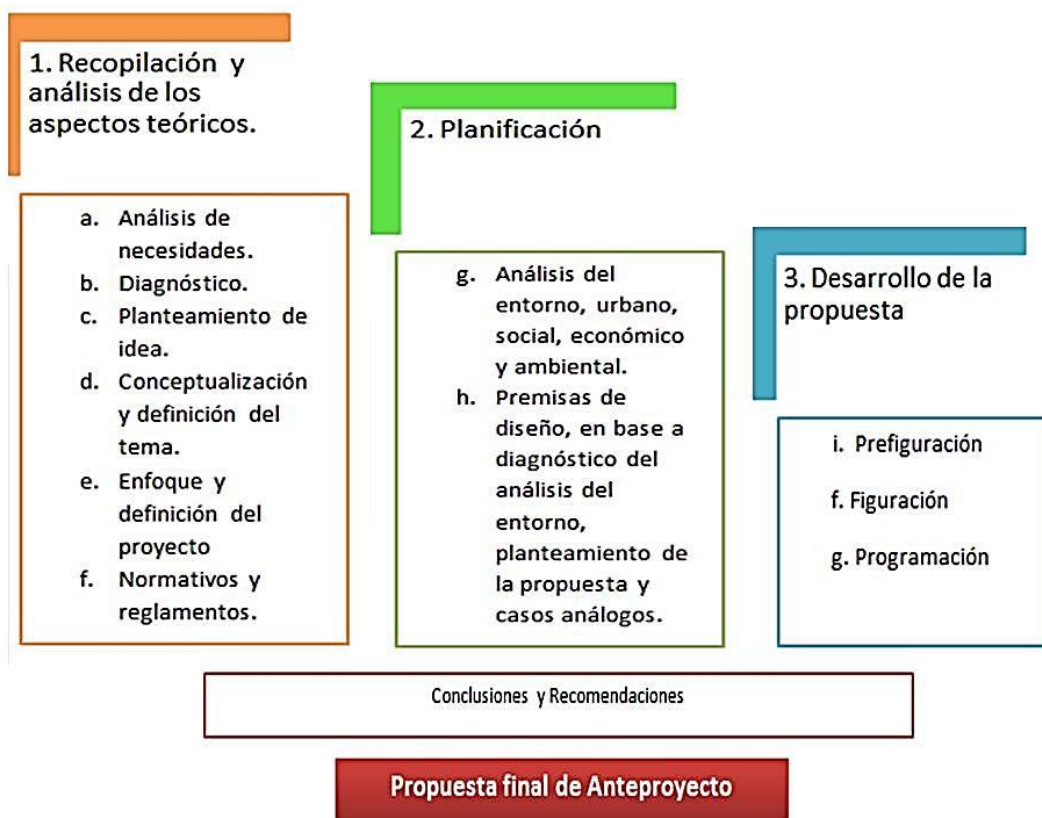 1. Recopilación y
análisis de los
aspectos teóricos.
a. Análisis de
necesidades.
b. Diagnóstico.
c. Planteamiento de
idea.
d. Conceptualización
y definición del
tema.
e. Enfoque y
definición del
proyecto
f. Normativos y
reglamentos.
2. Planificación
g. Análisis del
entorno, urbano,
social, económico
y ambiental.
h. Premisas de
diseño, en base a
diagnóstico del
análisis del
entorno,
planteamiento de
la propuesta y
casos análogos.
3. Desarrollo de la
propuesta
i. Prefiguración
f. Figuración
g. Programación
Conclusiones y Recomendaciones
Propuesta final de Anteproyecto